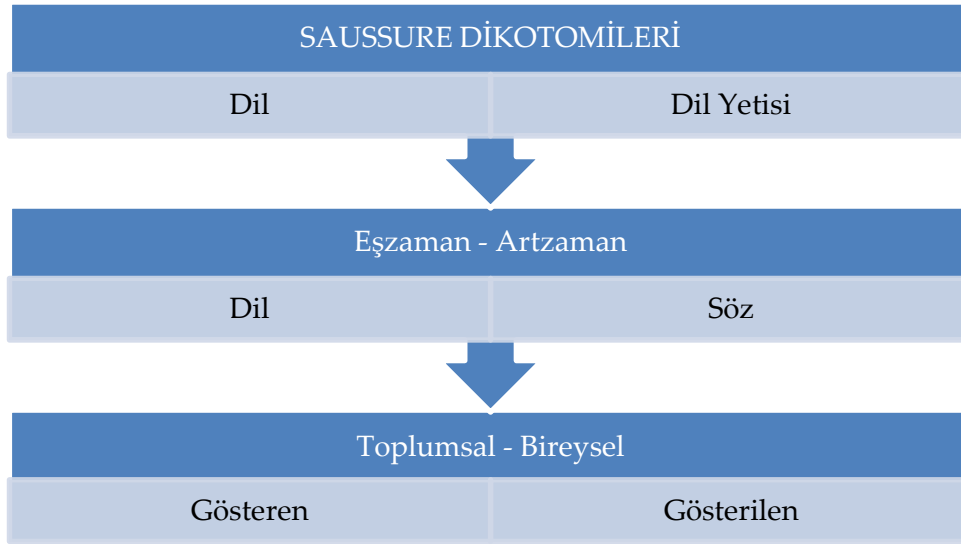 SAUSSURE DİKOTOMİLERİ
Dil
Dil Yetisi
Eşzaman - Artzaman
Dil
Söz
Toplumsal - Bireysel
Gösteren
Gösterilen